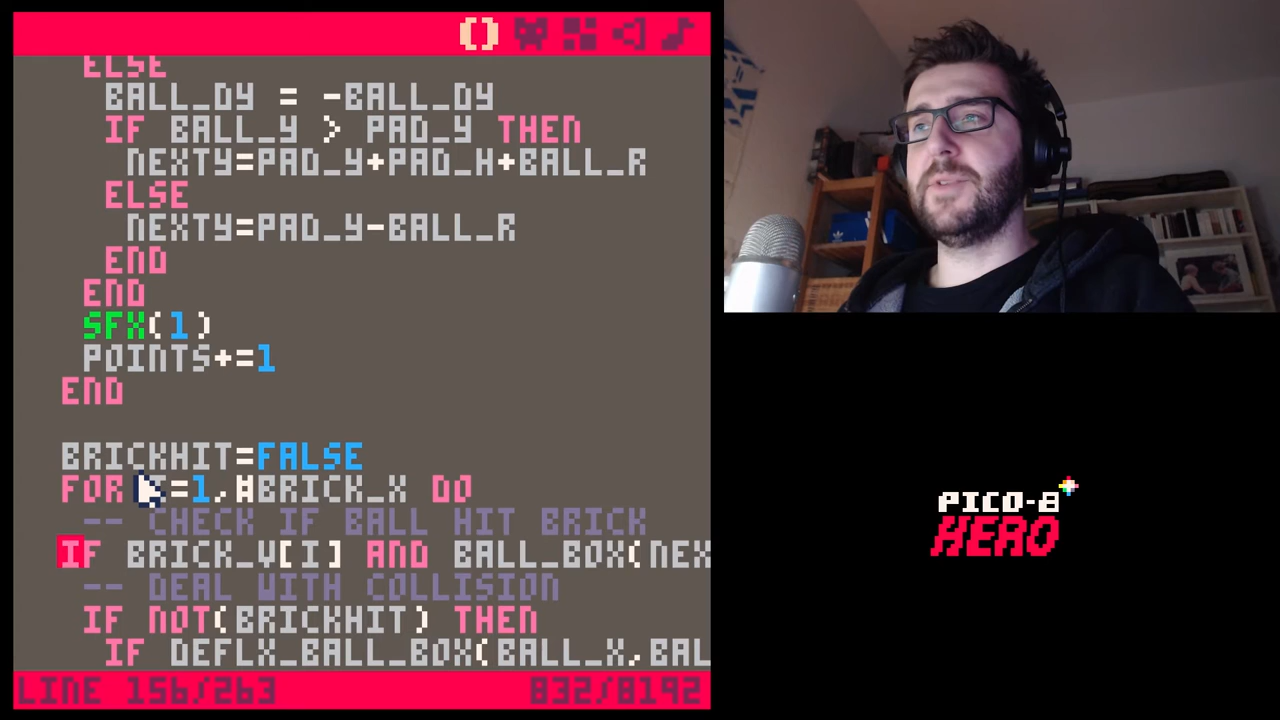 ELSE
BALL_DY = -BALL_DY
IF BALL_Y > PAD_Y THEN
NEXTY=PAD_Y+PAD_H+BALL_R
ELSE
NEXTY=PAD_Y-BALL_R
END
END
SFX(1)
POINTS+=1
END
BRICKHIT=FALSE
FOR I=1,#BRICK_X DO
-- CHECK IF BALL HIT BRICK
IF BRICK_V[I] AND BALL_BOX(NEX
-- DEAL WITH COLLISION
IF NOT(BRICKHIT) THEN
IF DEFLX_BALL_BOX(BALL_X,BAL
LINE 156/263 832/8192
PICO-8
HERO